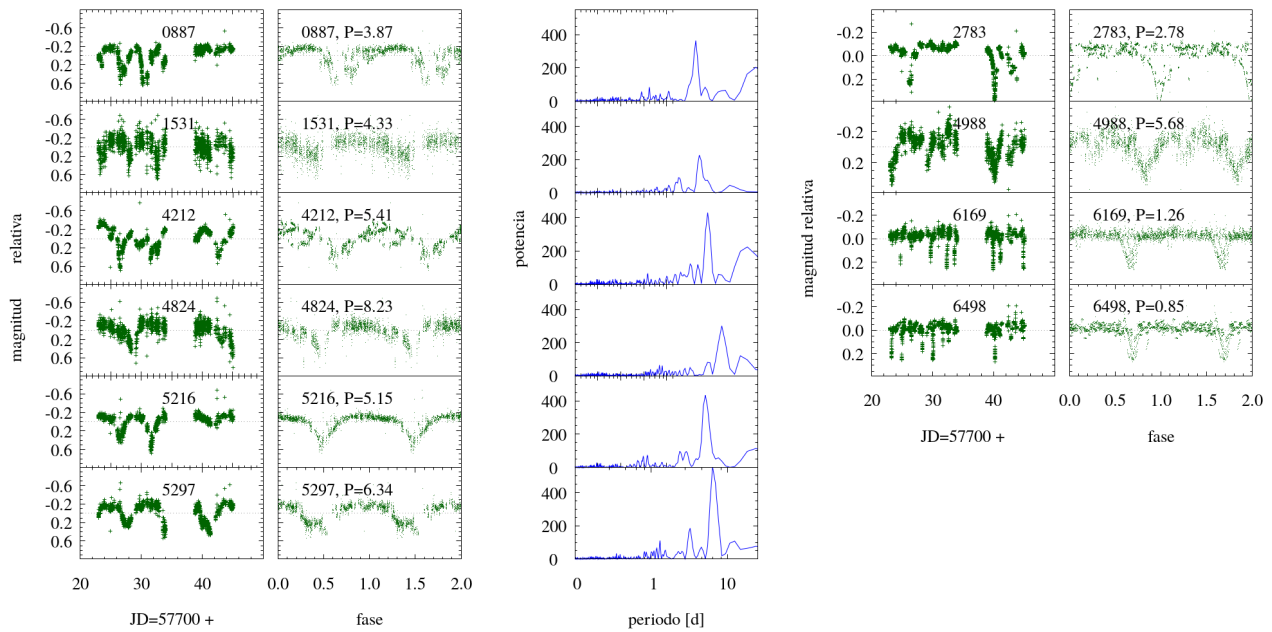 -0.6
-0.2
0.2
0887
0887, P=3.87
400
200
0
-0.6
-0.2
0.2
0.6
1531
1531, P=4.33
400
200
0
-0.6
-0.2
0.2
0.6
4212
4212, P=5.41
400
200
0
-0.6
-0.2
0.2
0.6
4824
4824, P=8.23
400
200
0
-0.6
-0.2
0.2
0.6
5216
5216, P=5.15
400
200
0
-0.6
-0.2
0.2
0.6
5297
5297, P=6.34
400
200
0
magnitud relativa
potencia
20 30 40
0.0 0.5 1.0 1.5 2.0
0 1 10
JD=57700 +
fase
periodo [d]
-0.2
0.0
0.2
2783
2783, P=2.78
-0.2
0.2
4988
4988, P=5.68
-0.2
0.0
0.2
6169
6169, P=1.26
-0.2
0.0
0.2
6498
6498, P=0.85
magnitud relativa
20 30 40
0.0 0.5 1.0 1.5 2.0
JD=57700 +
fase